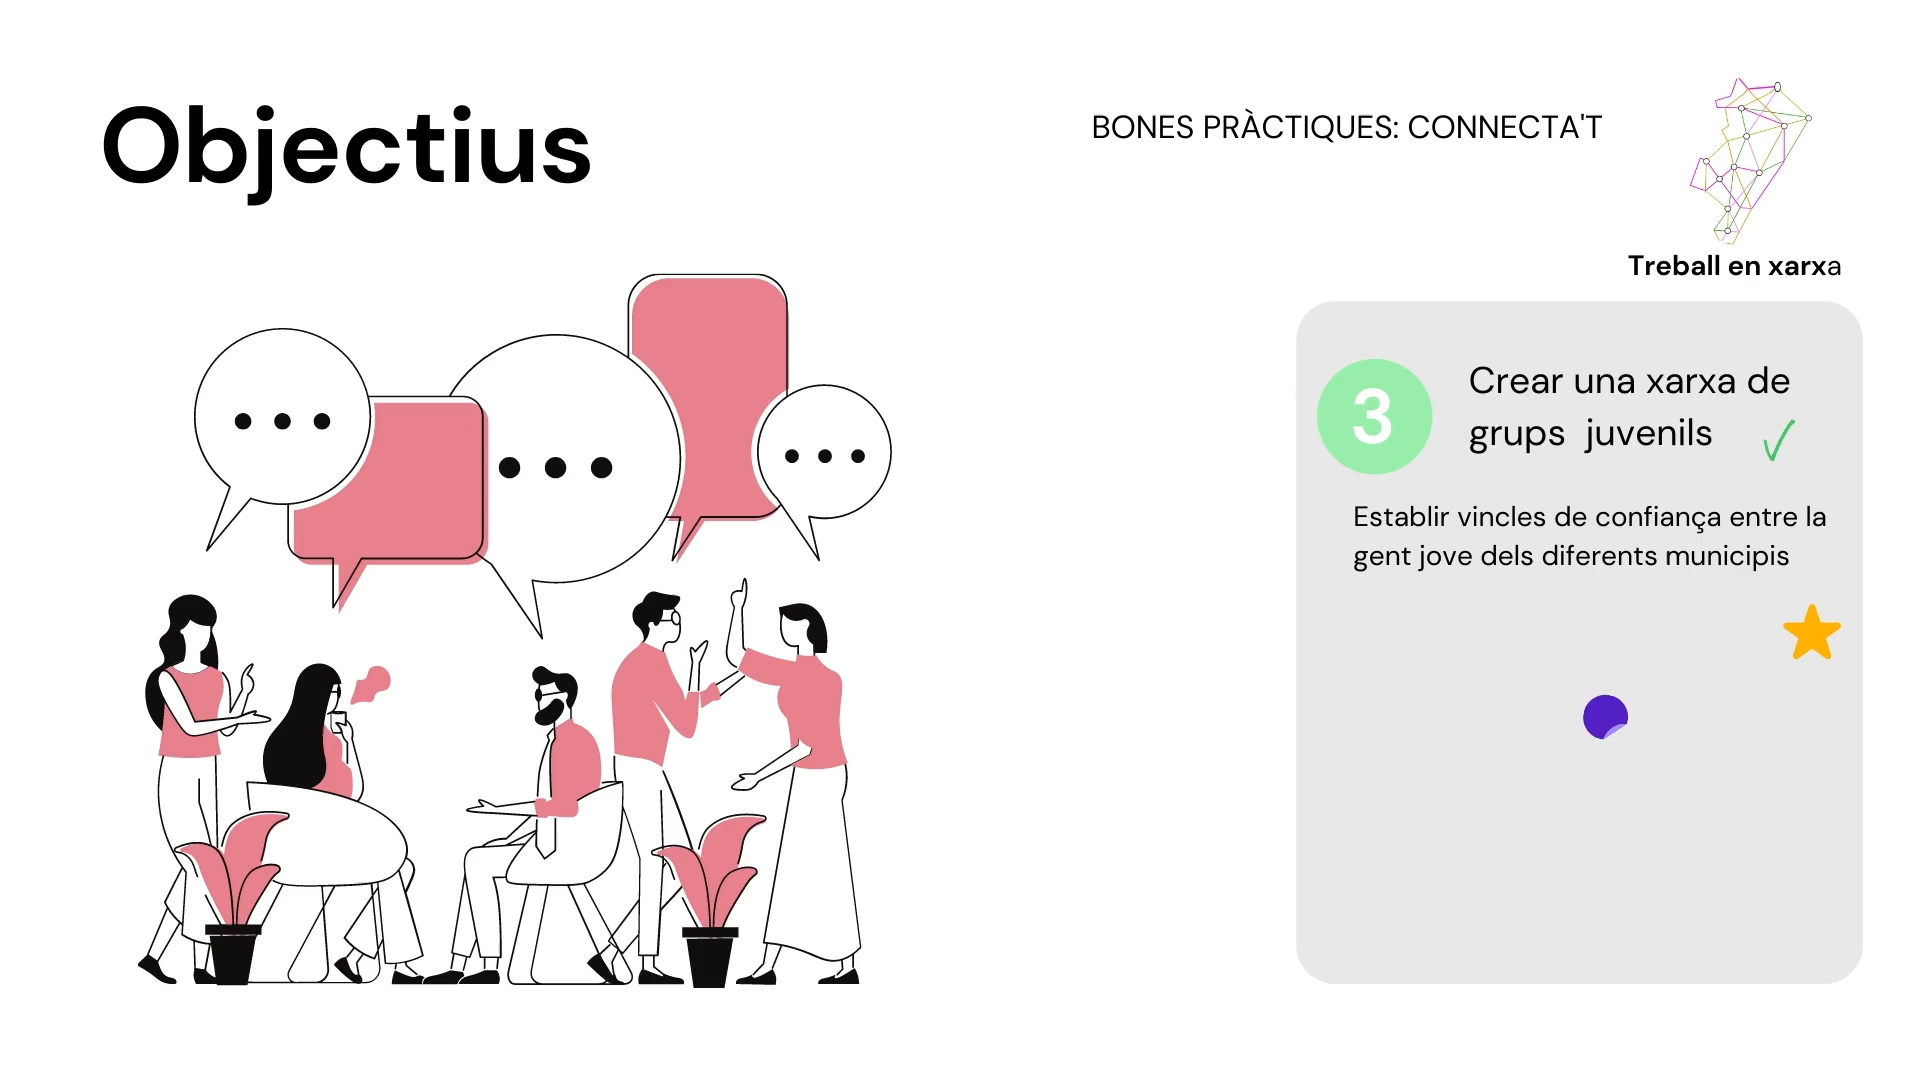 Objectius
BONES PRÀCTIQUES: CONNECTA'T
Treball en xarxa
3
Crear una xarxa de
grups juvenils
Establir vincles de confiança entre la
gent jove dels diferents municipis